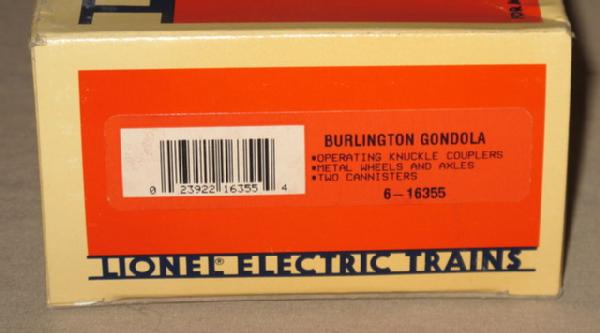 BURLINGTON GONDOLA
•OPERATING KNUCKLE COUPLERS
•METAL WHEELS AND AXLES
•TWO CANNISTERS
6-16355
0 23922 16355 4
LIONEL® ELECTRIC TRAINS